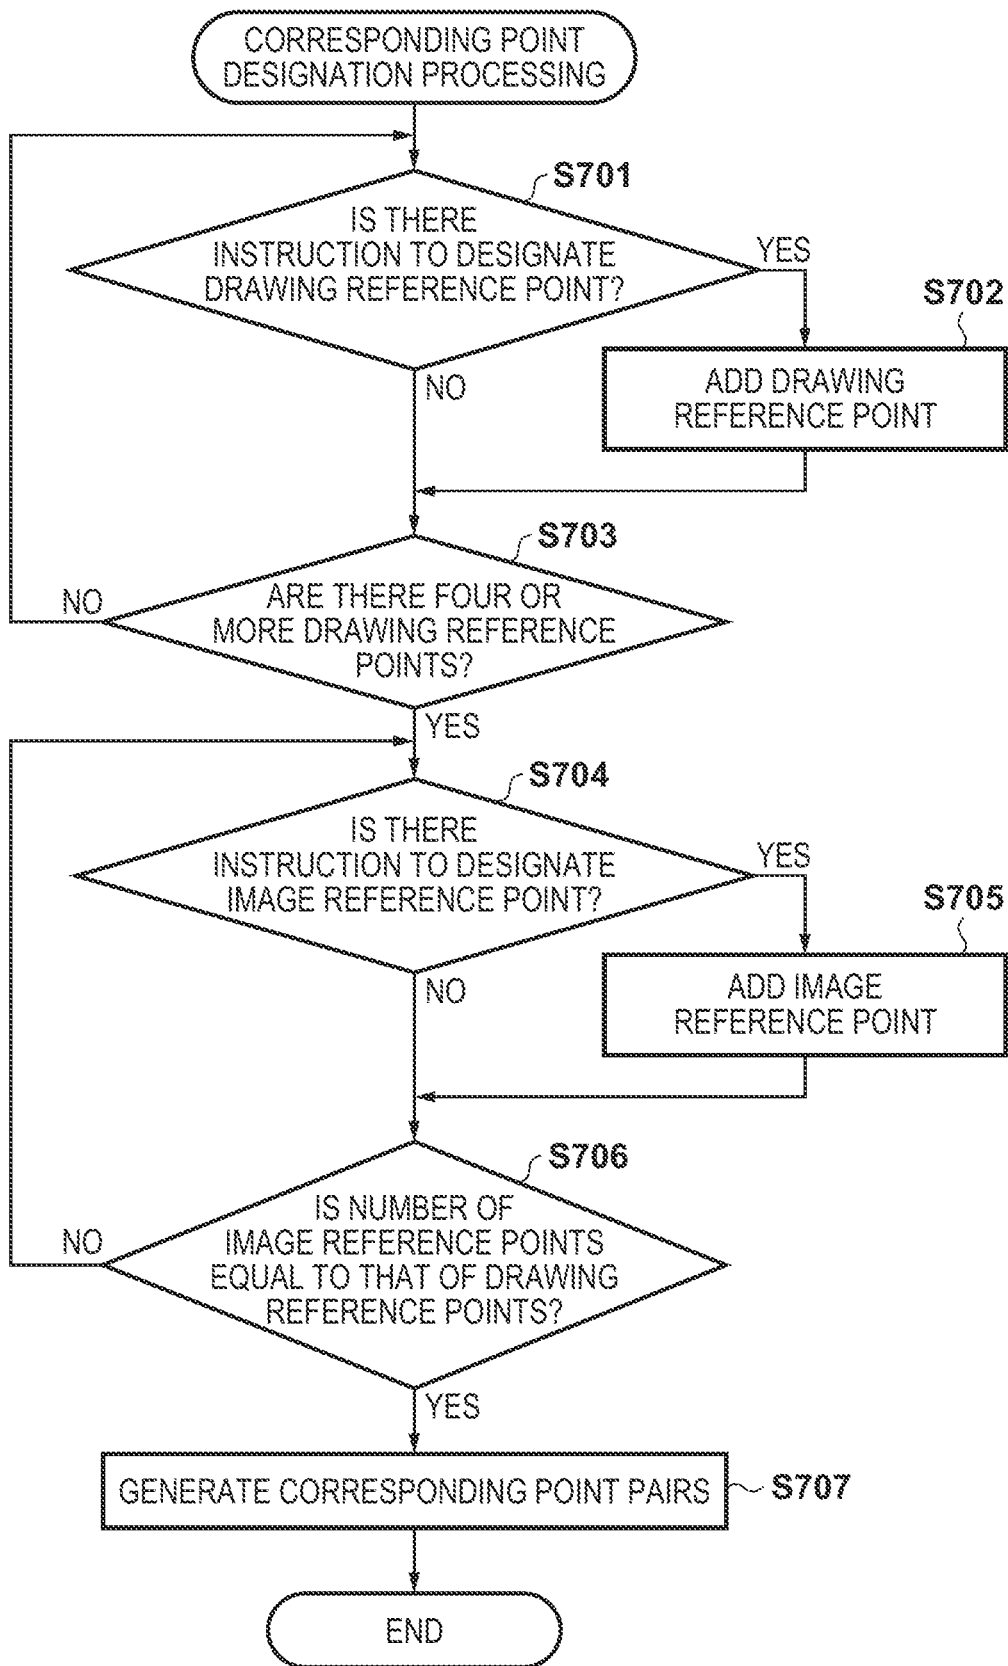 CORRESPONDING POINT
DESIGNATION PROCESSING
S701
IS THERE
INSTRUCTION TO DESIGNATE
DRAWING REFERENCE POINT?
YES
S702
ADD DRAWING
REFERENCE POINT
NO
S703
ARE THERE FOUR OR
MORE DRAWING REFERENCE
POINTS?
NO
YES
S704
IS THERE
INSTRUCTION TO DESIGNATE
IMAGE REFERENCE POINT?
YES
S705
ADD IMAGE
REFERENCE POINT
NO
S706
IS NUMBER OF
IMAGE REFERENCE POINTS
EQUAL TO THAT OF DRAWING
REFERENCE POINTS?
NO
YES
GENERATE CORRESPONDING POINT PAIRS
S707
END